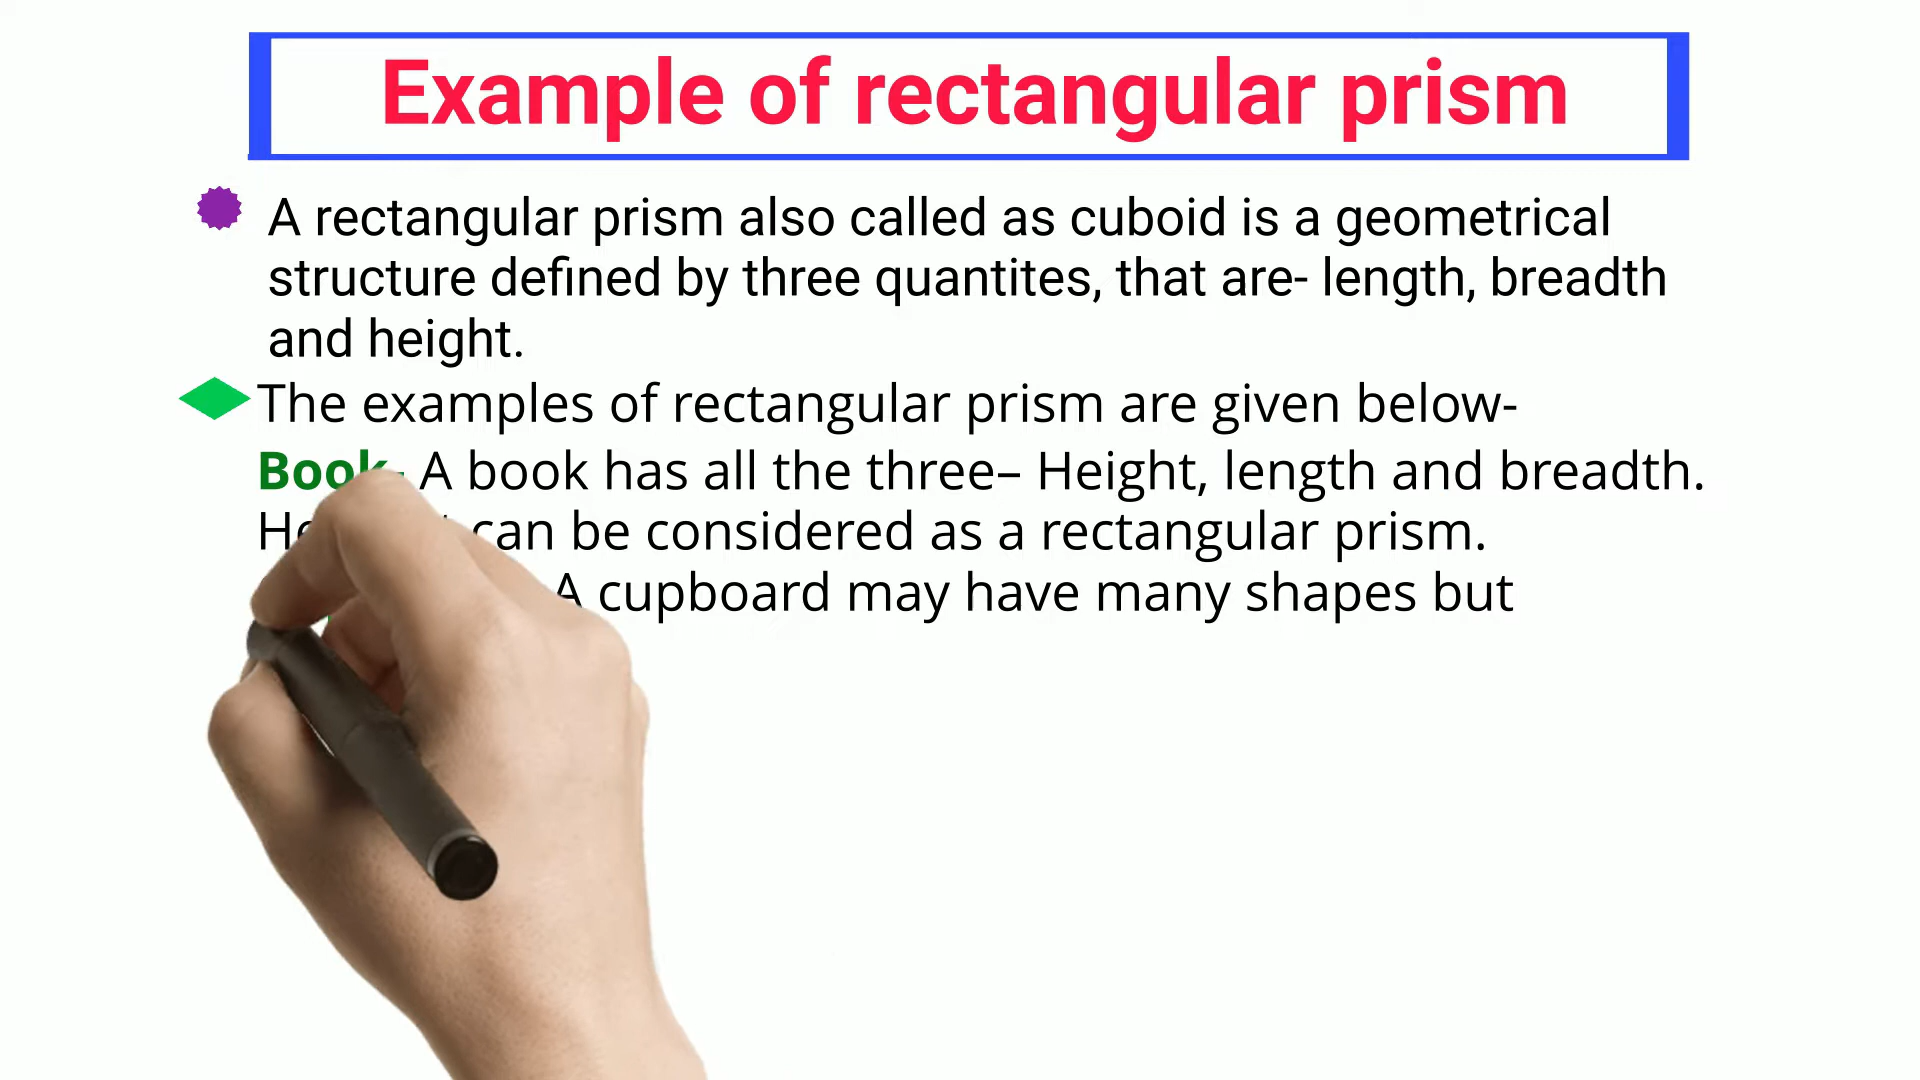 Example of rectangular prism
A rectangular prism also called as cuboid is a geometrical
structure defined by three quantites, that are- length, breadth
and height.
The examples of rectangular prism are given below-
Book- A book has all the three– Height, length and breadth.
can be considered as a rectangular prism.
A cupboard may have many shapes but